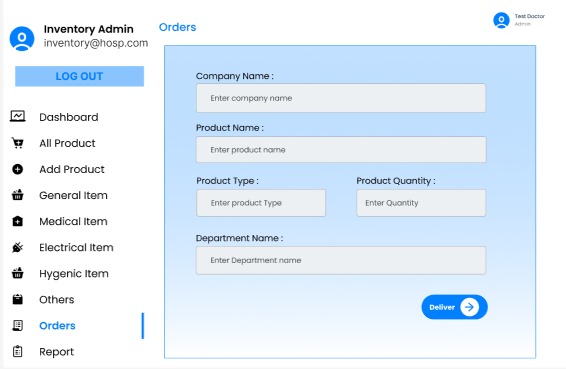 Inventory Admin
inventory@hosp.com
LOG OUT
Dashboard
All Product
Add Product
General Item
Medical Item
Electrical Item
Hygenic Item
Others
Orders
Report
Orders
Test Doctor
Admin
Company Name :
Enter company name
Product Name :
Enter product name
Product Type :
Product Quantity :
Enter product Type
Enter Quantity
Department Name :
Enter Department name
Deliver